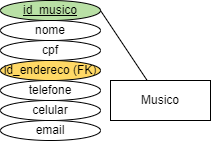 id_musico
nome
cpf
id_endereco (FK)
telefone
celular
email
Musico